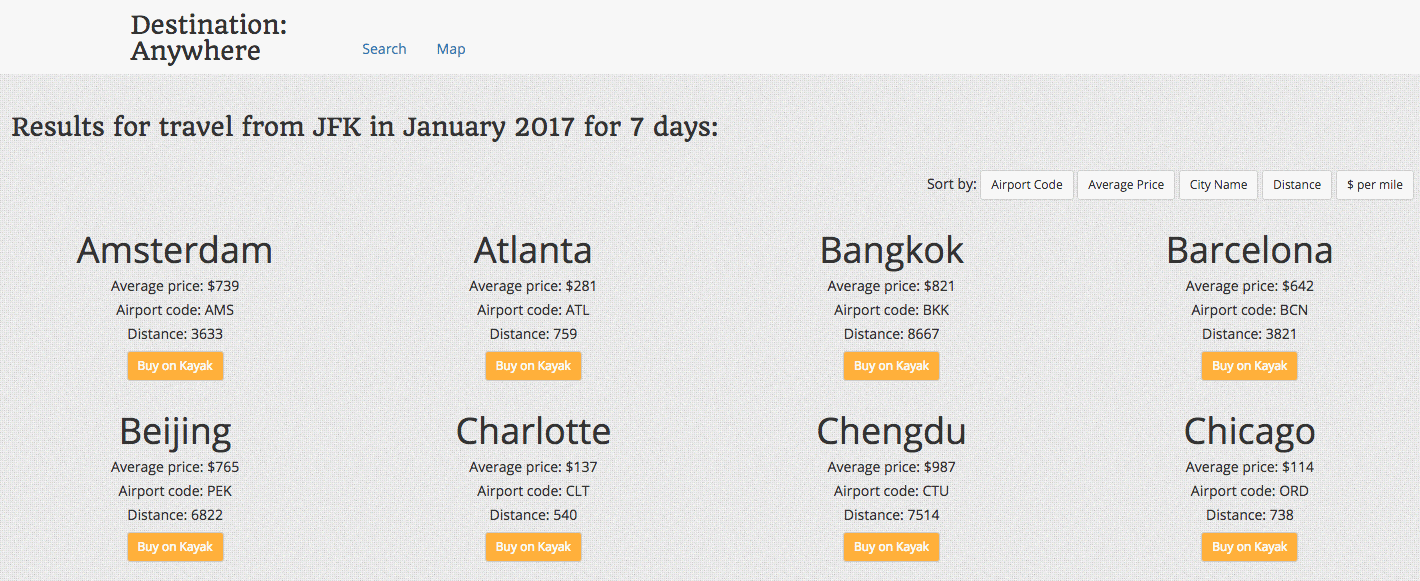 Destination:
Anywhere
Search Map
Results for travel from JFK in January 2017 for 7 days:
Sort by: Airport Code Average Price City Name Distance $ per mile
Amsterdam
Average price: $739
Airport code: AMS
Distance: 3633
Buy on Kayak
Atlanta
Average price: $281
Airport code: ATL
Distance: 759
Buy on Kayak
Bangkok
Average price: $821
Airport code: BKK
Distance: 8667
Buy on Kayak
Barcelona
Average price: $642
Airport code: BCN
Distance: 3821
Buy on Kayak
Beijing
Average price: $765
Airport code: PEK
Distance: 6822
Buy on Kayak
Charlotte
Average price: $137
Airport code: CLT
Distance: 540
Buy on Kayak
Chengdu
Average price: $987
Airport code: CTU
Distance: 7514
Buy on Kayak
Chicago
Average price: $114
Airport code: ORD
Distance: 738
Buy on Kayak